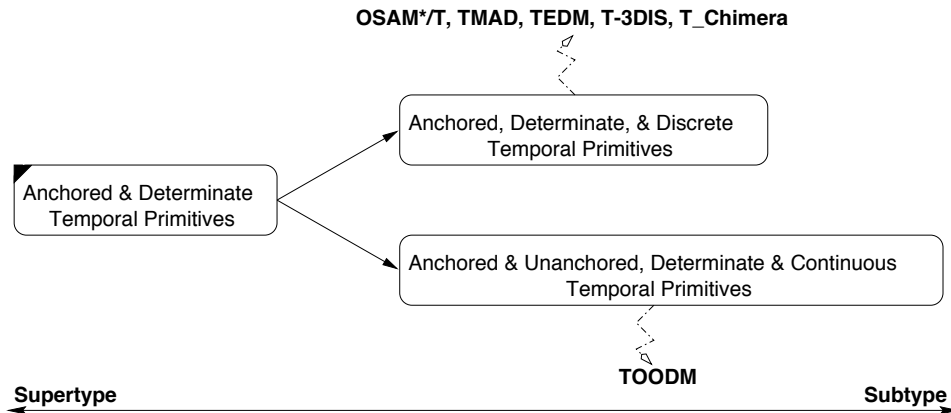 OSAM*/T, TMAD, TEDM, T-3DIS, T_Chimera
Anchored, Determinate, & Discrete
Temporal Primitives
Anchored & Determinate
Temporal Primitives
Anchored & Unanchored, Determinate & Continuous
Temporal Primitives
TOODM
Supertype
Subtype